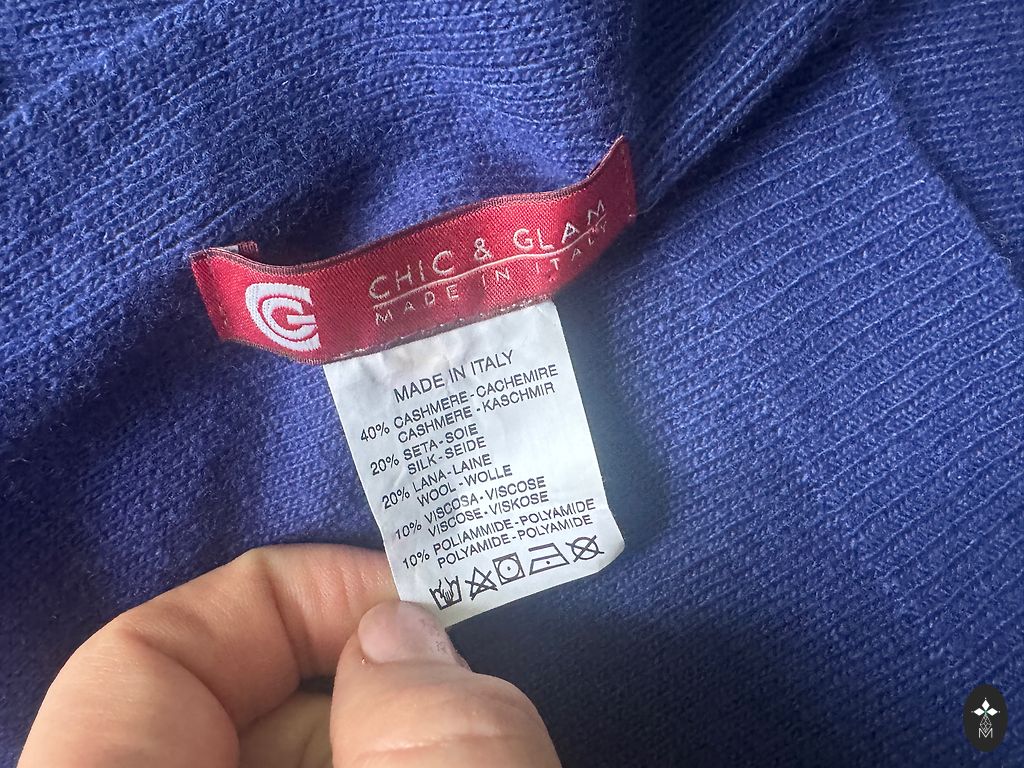 CHIC & GLAM
MADE IN ITALY
MADE IN ITALY
40% CASHMERE-CACHEMIRE
CASHMERE-KASCHMIR
20% SETA-SOIE
SILK-SEIDE
20% LANA-LAINE
WOOL-WOLLE
10% VISCOSA-VISCOSE
VISCOSE-VISKOSE
10% POLIAMMIDE-POLYAMIDE
POLYAMIDE-POLYAMIDE
M